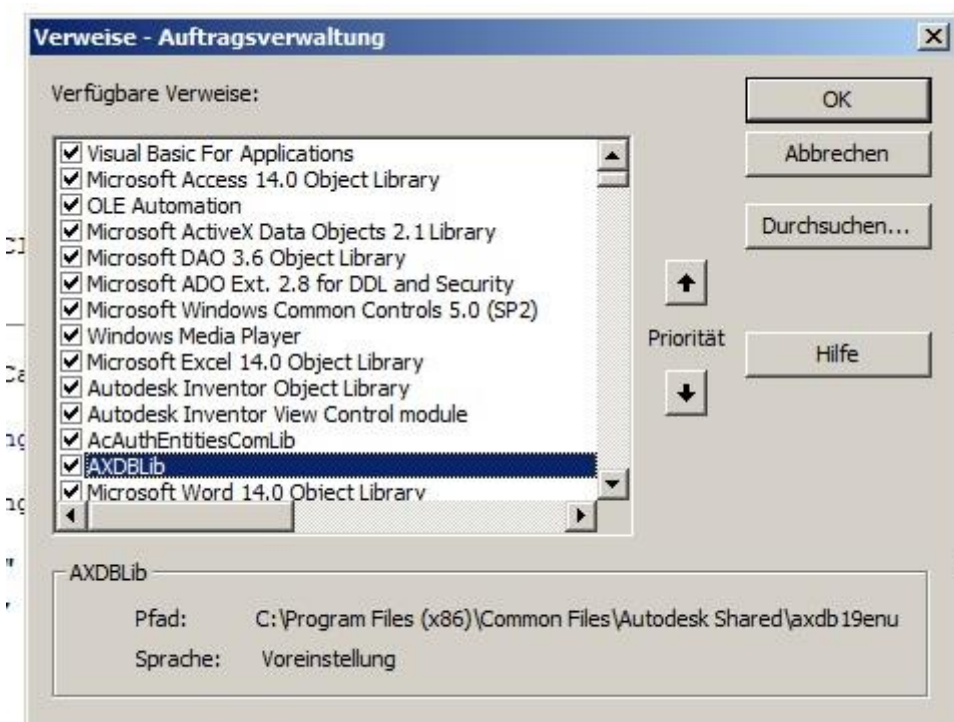 Verweise - Auftragsverwaltung
Verfügbare Verweise:
OK
Abbrechen
Durchsuchen...
Hilfe
Visual Basic For Applications
Microsoft Access 14.0 Object Library
OLE Automation
Microsoft ActiveX Data Objects 2.1 Library
Microsoft DAO 3.6 Object Library
Microsoft ADO Ext. 2.8 for DDL and Security
Microsoft Windows Common Controls 5.0 (SP2)
Windows Media Player
Microsoft Excel 14.0 Object Library
Autodesk Inventor Object Library
Autodesk Inventor View Control module
AcAuthEntitiesComLib
AXDBLib
Microsoft Word 14.0 Object Library
Priorität
AXDBLib
Pfad: C:\Program Files (x86)\Common Files\Autodesk Shared\axdb19enu
Sprache: Voreinstellung